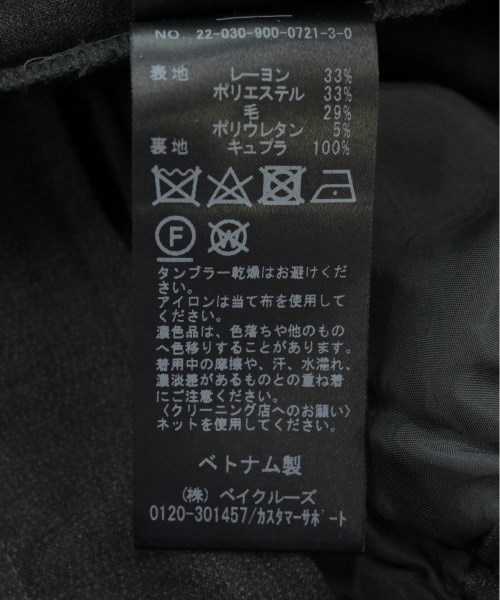 NO. 22-030-900-0721-3-0
表地 レーヨン 33%
ポリエステル 33%
毛 29%
ポリウレタン 5%
裏地 キュプラ 100%
F W
タンブラー乾燥はお避けくだ
さい。
アイロンは当て布を使用して
ください。
濃色品は、色落ちや他のもの
へ色移りすることがあります。
着用中の摩擦や、汗、水濡れ、
濃淡差があるものとの重ね着
にご注意ください。
〈クリーニング店へのお願い〉
ネットを使用してください。
ベトナム製
(株) ベイクルーズ
0120-301457/カスタマーサポート